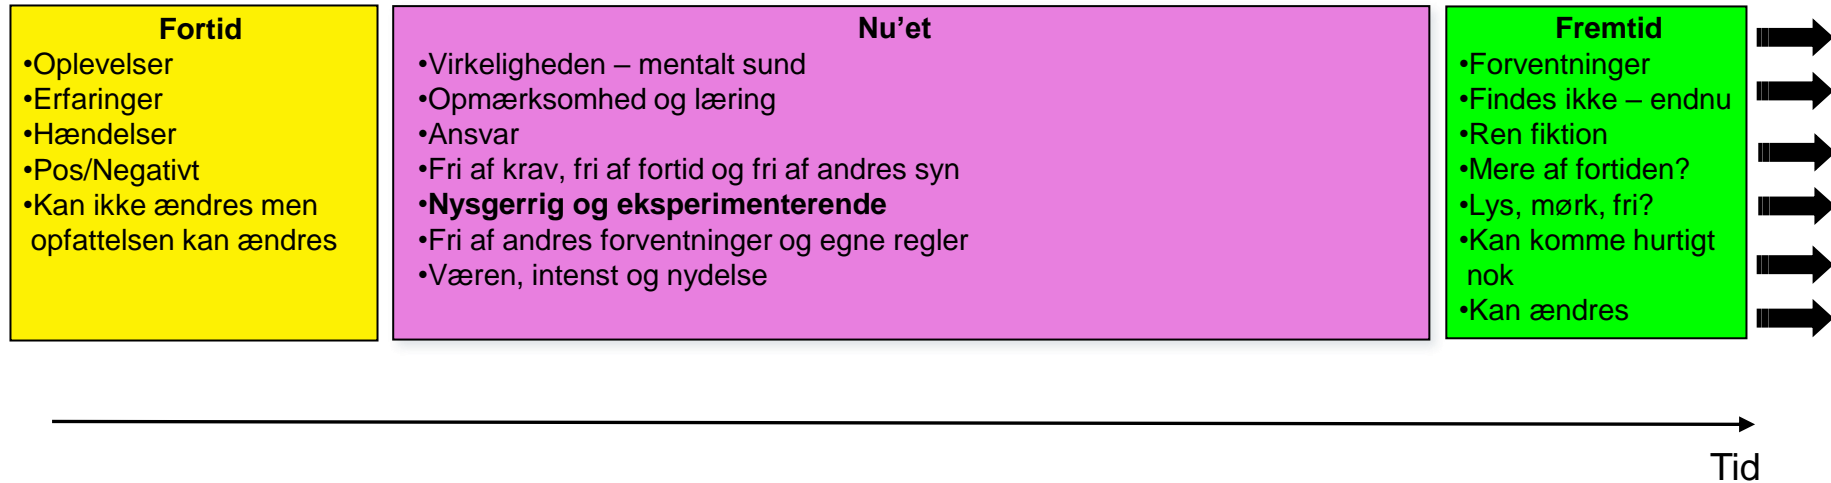 Fortid
•Oplevelser
•Erfaringer
•Hændelser
•Pos/Negativt
•Kan ikke ændres men
opfattelsen kan ændres
Nu’et
•Virkeligheden – mentalt sund
•Opmærksomhed og læring
•Ansvar
•Fri af krav, fri af fortid og fri af andres syn
•Nysgerrig og eksperimenterende
•Fri af andres forventninger og egne regler
•Væren, intenst og nydelse
Fremtid
•Forventninger
•Findes ikke – endnu
•Ren fiktion
•Mere af fortiden?
•Lys, mørk, fri?
•Kan komme hurtigt
nok
•Kan ændres
Tid